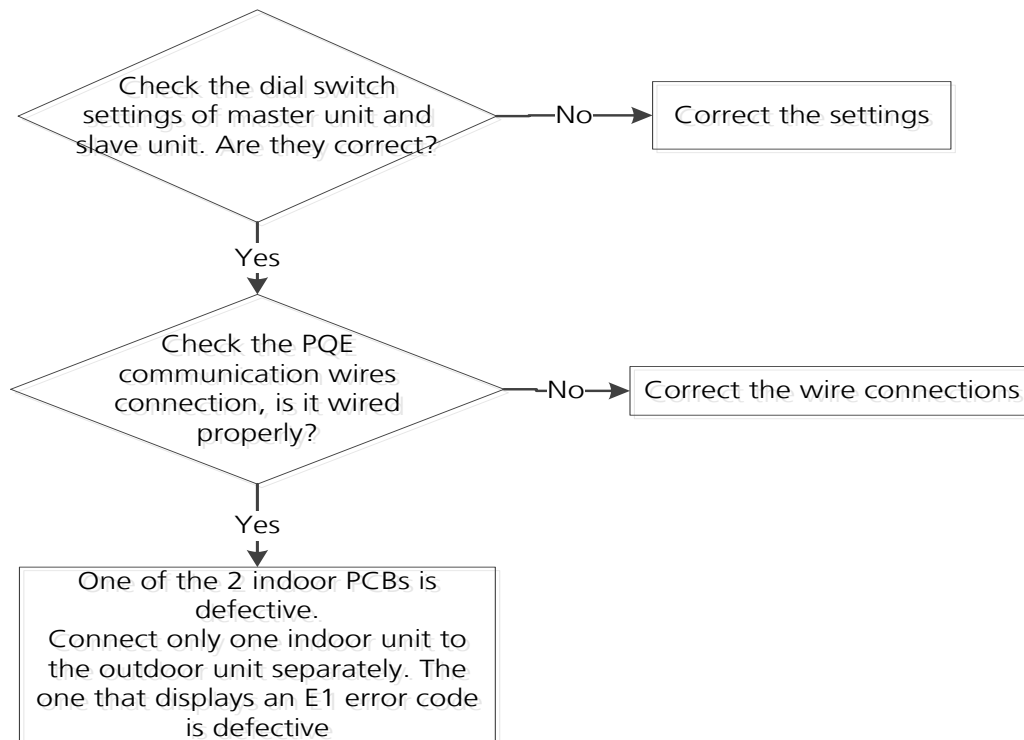 Check the dial switch
settings of master unit and
slave unit. Are they correct?
No
Correct the settings
Yes
Check the PQE
communication wires
connection, is it wired
properly?
No
Correct the wire connections
Yes
One of the 2 indoor PCBs is
defective.
Connect only one indoor unit to
the outdoor unit separately. The
one that displays an E1 error code
is defective